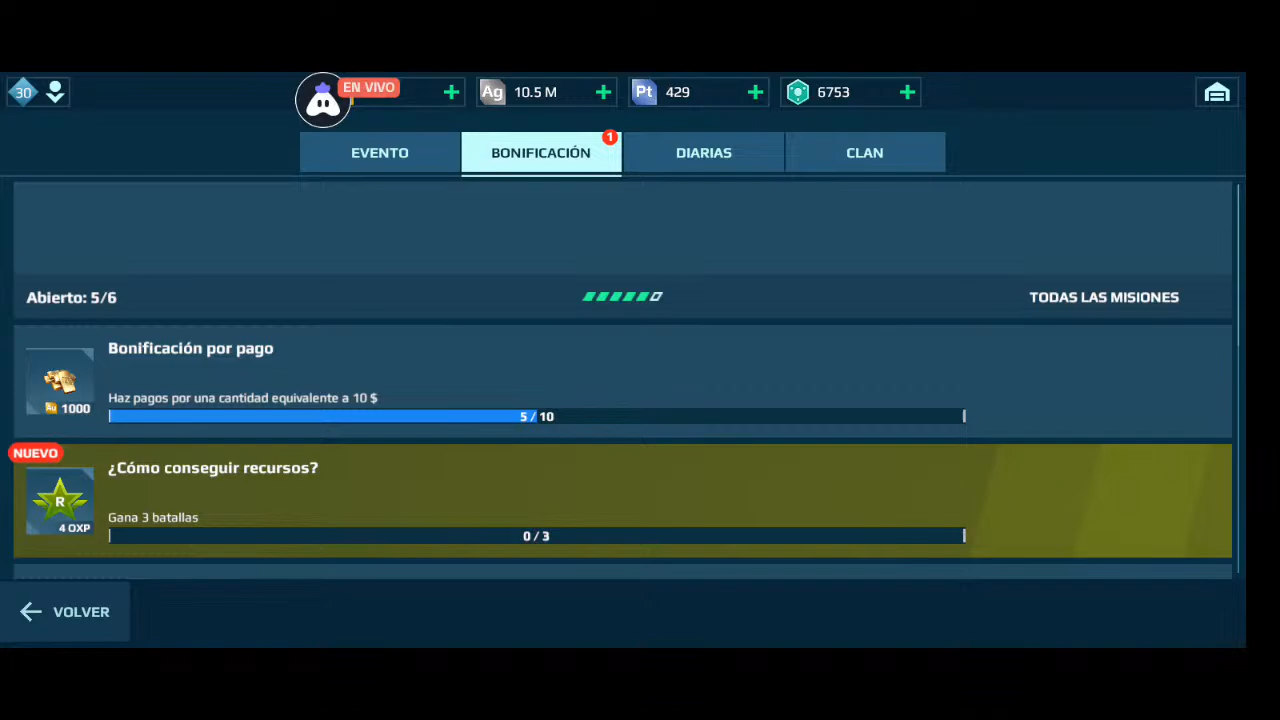 30
EN VIVO
Ag 10.5 M
Pt 429
6753
EVENTO
BONIFICACIÓN
1
DIARIAS
CLAN
Abierto: 5/6
TODAS LAS MISIONES
Bonificación por pago
Haz pagos por una cantidad equivalente a 10 $
Au 1000
5 / 10
NUEVO
¿Cómo conseguir recursos?
R
4 OXP
Gana 3 batallas
0 / 3
VOLVER